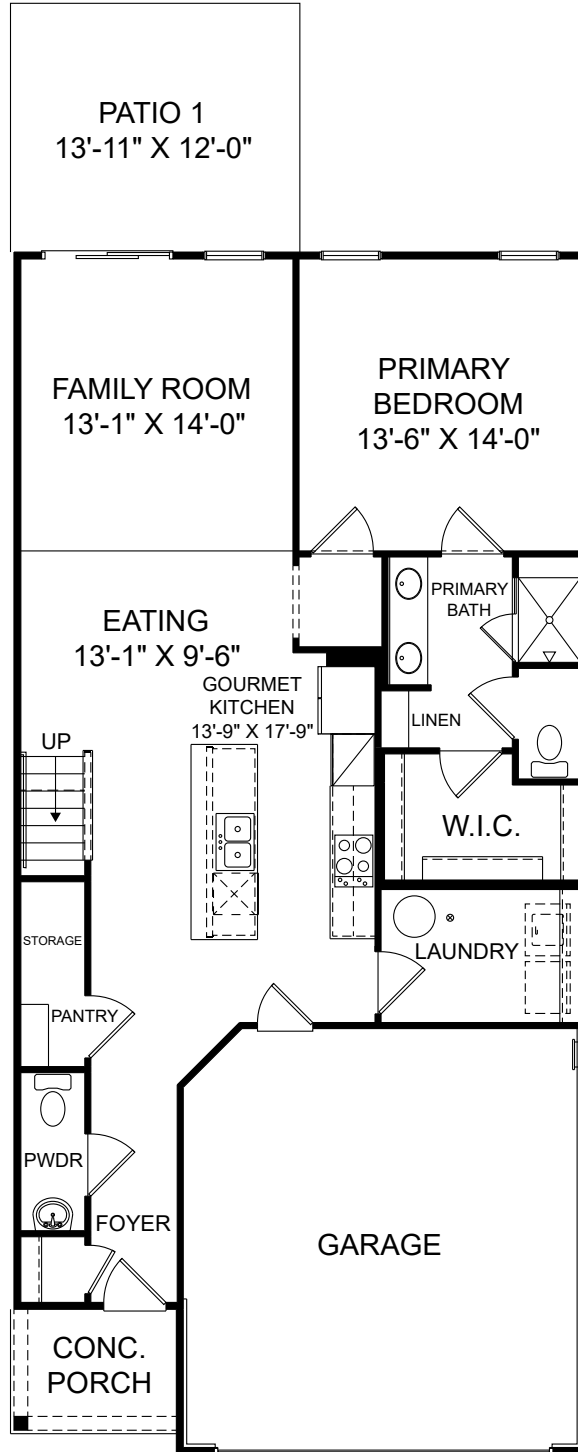 PATIO 1
13'-11" X 12'-0"
FAMILY ROOM
13'-1" X 14'-0"
PRIMARY
BEDROOM
13'-6" X 14'-0"
PRIMARY
BATH
EATING
13'-1" X 9'-6"
GOURMET
KITCHEN
13'-9" X 17'-9"
LINEN
UP
W.I.C.
STORAGE
LAUNDRY
PANTRY
PWDR
FOYER
GARAGE
CONC.
PORCH